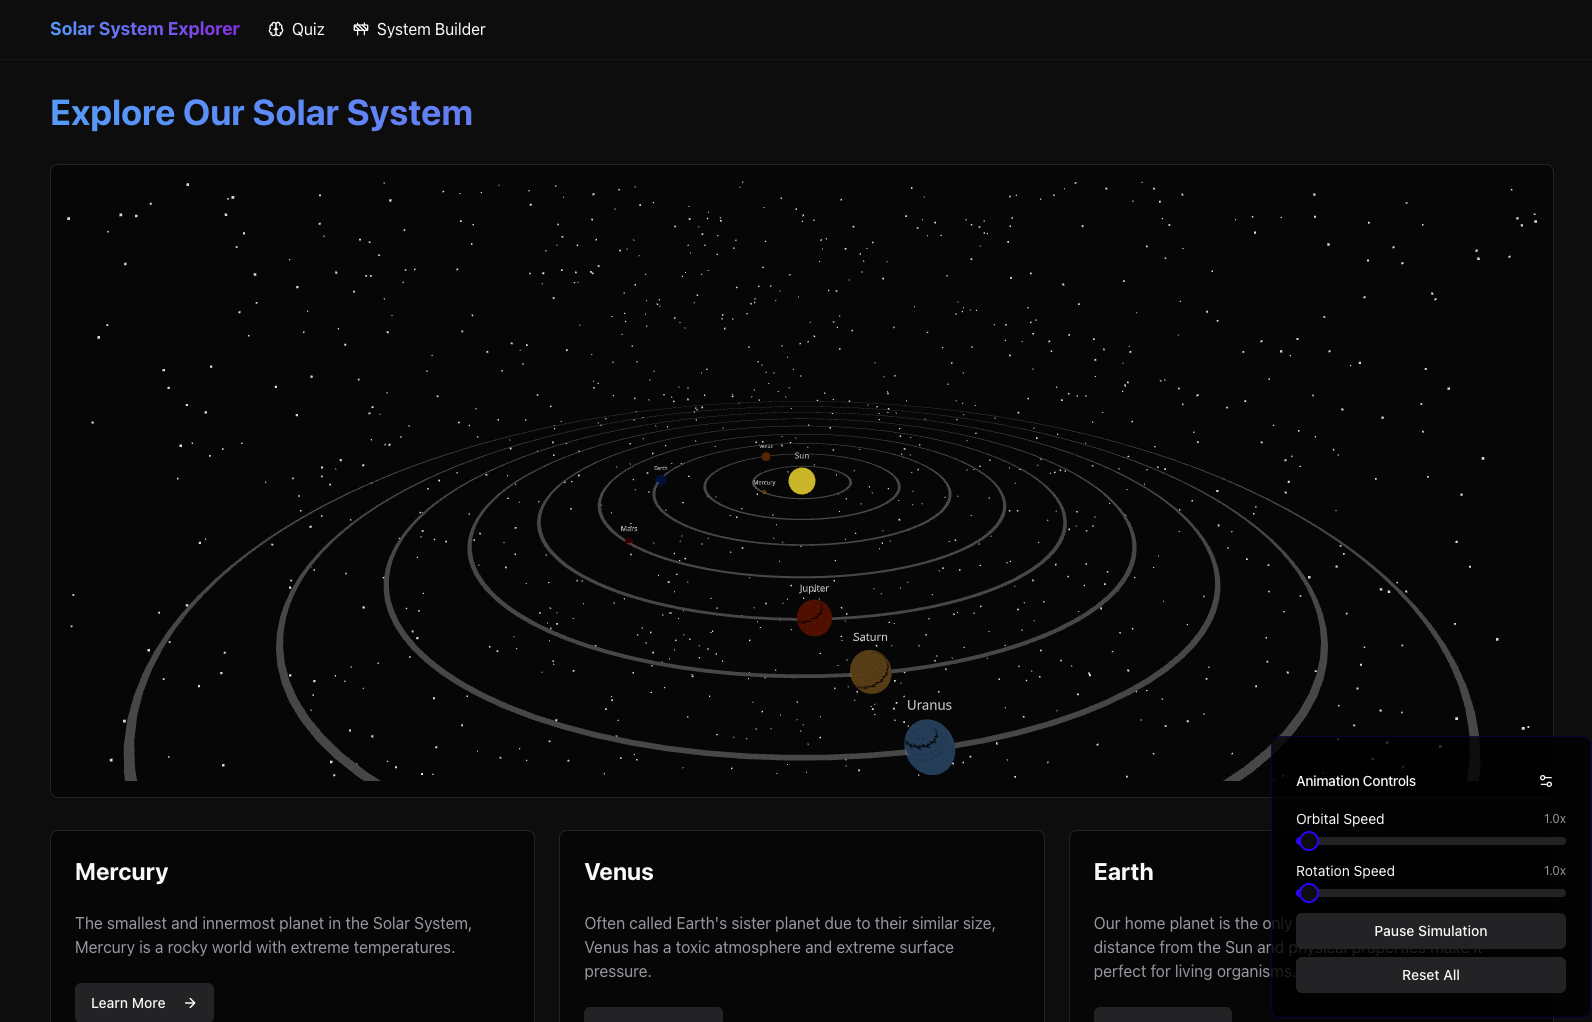 Solar System Explorer
Quiz
System Builder
Explore Our Solar System
Venus
Sun
Earth
Mercury
Mars
Jupiter
Saturn
Uranus
Animation Controls
Orbital Speed 1.0x
Rotation Speed 1.0x
Pause Simulation
Reset All
Mercury
The smallest and innermost planet in the Solar System,
Mercury is a rocky world with extreme temperatures.
Learn More
Venus
Often called Earth's sister planet due to their similar size,
Venus has a toxic atmosphere and extreme surface
pressure.
Earth
Our home planet is the only
distance from the Sun and physical properties make it
perfect for living organisms.